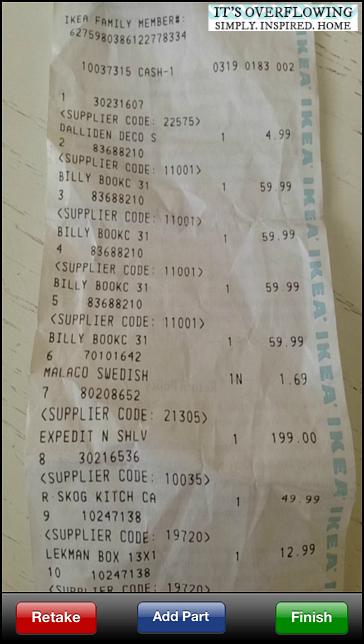 IT'S OVERFLOWING
SIMPLY. INSPIRED. HOME
IKEA FAMILY MEMBER#:
6275980386122778334
10037315 CASH-1 0319 0183 002
1 30231607
<SUPPLIER CODE: 22575>
DALLIDEN DECO S 1 4.99
2 83688210
<SUPPLIER CODE: 11001>
BILLY BOOKC 31 1 59.99
3 83688210
<SUPPLIER CODE: 11001>
BILLY BOOKC 31 1 59.99
4 83688210
<SUPPLIER CODE: 11001>
BILLY BOOKC 31 1 59.99
5 83688210
<SUPPLIER CODE: 11001>
BILLY BOOKC 31 1 59.99
6 70101642
MALACO SWEDISH 1N 1.69
7 80208652
<SUPPLIER CODE: 21305>
EXPEDIT N SHLV 1 199.00
8 30216536
<SUPPLIER CODE: 10035>
R-SKOG KITCH CA 1 49.99
9 10247138
<SUPPLIER CODE: 19720>
LEKMAN BOX 13X1 1 12.99
10 10247138
<SUPPLIER CODE: 19720>
IKEA IKEA IKEA IKEA IKEA IKEA IKEA
Retake
Add Part
Finish